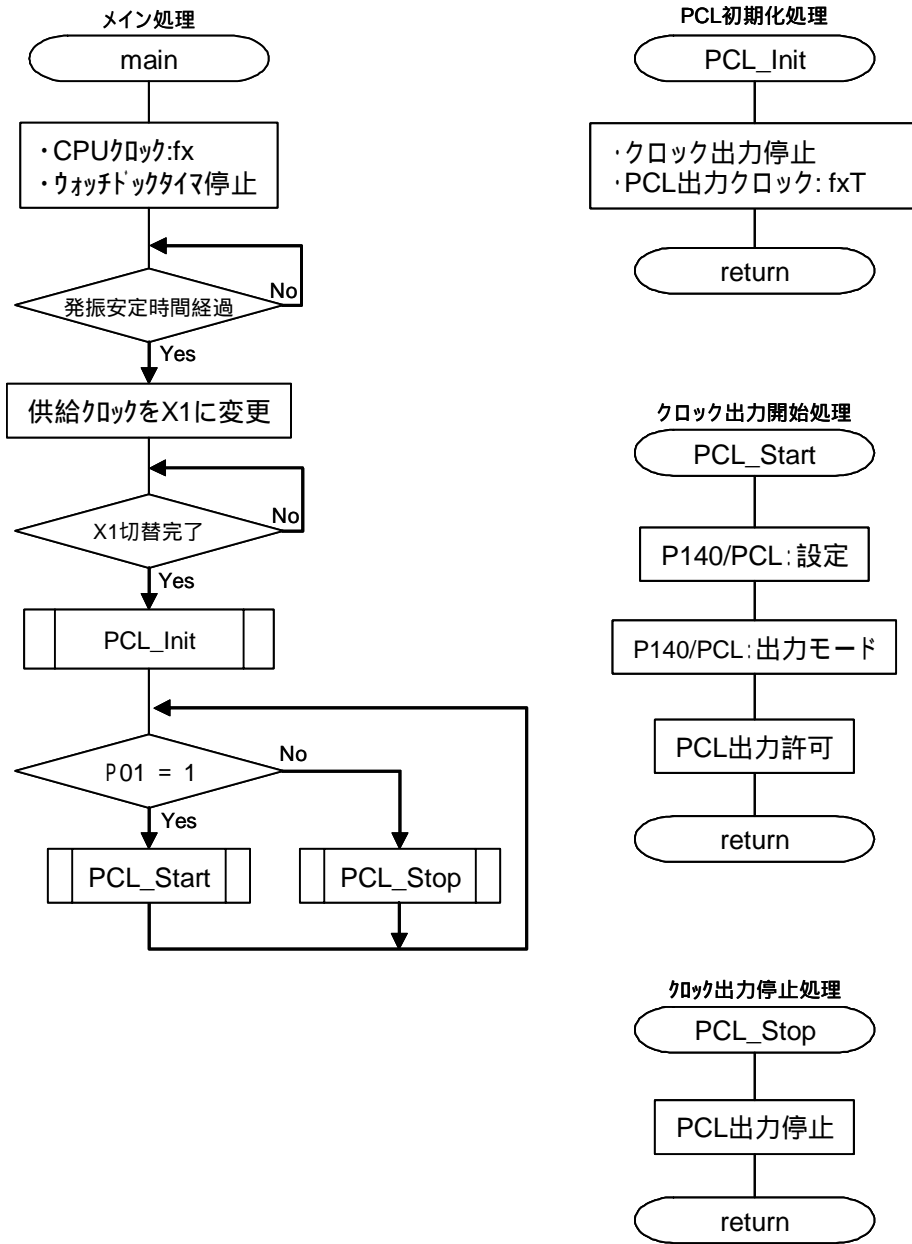 メイン処理
main
・CPUクロック:fx
・ウォッチドックタイマ停止
発振安定時間経過
No
Yes
供給クロックをX1に変更
X1切替完了
No
Yes
PCL_Init
P01 = 1
No
Yes
PCL_Start
PCL_Stop
PCL初期化処理
PCL_Init
・クロック出力停止
・PCL出力クロック: fxT
return
クロック出力開始処理
PCL_Start
P140/PCL:設定
P140/PCL:出力モード
PCL出力許可
return
クロック出力停止処理
PCL_Stop
PCL出力停止
return